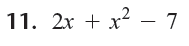 11. 2x + x² − 7